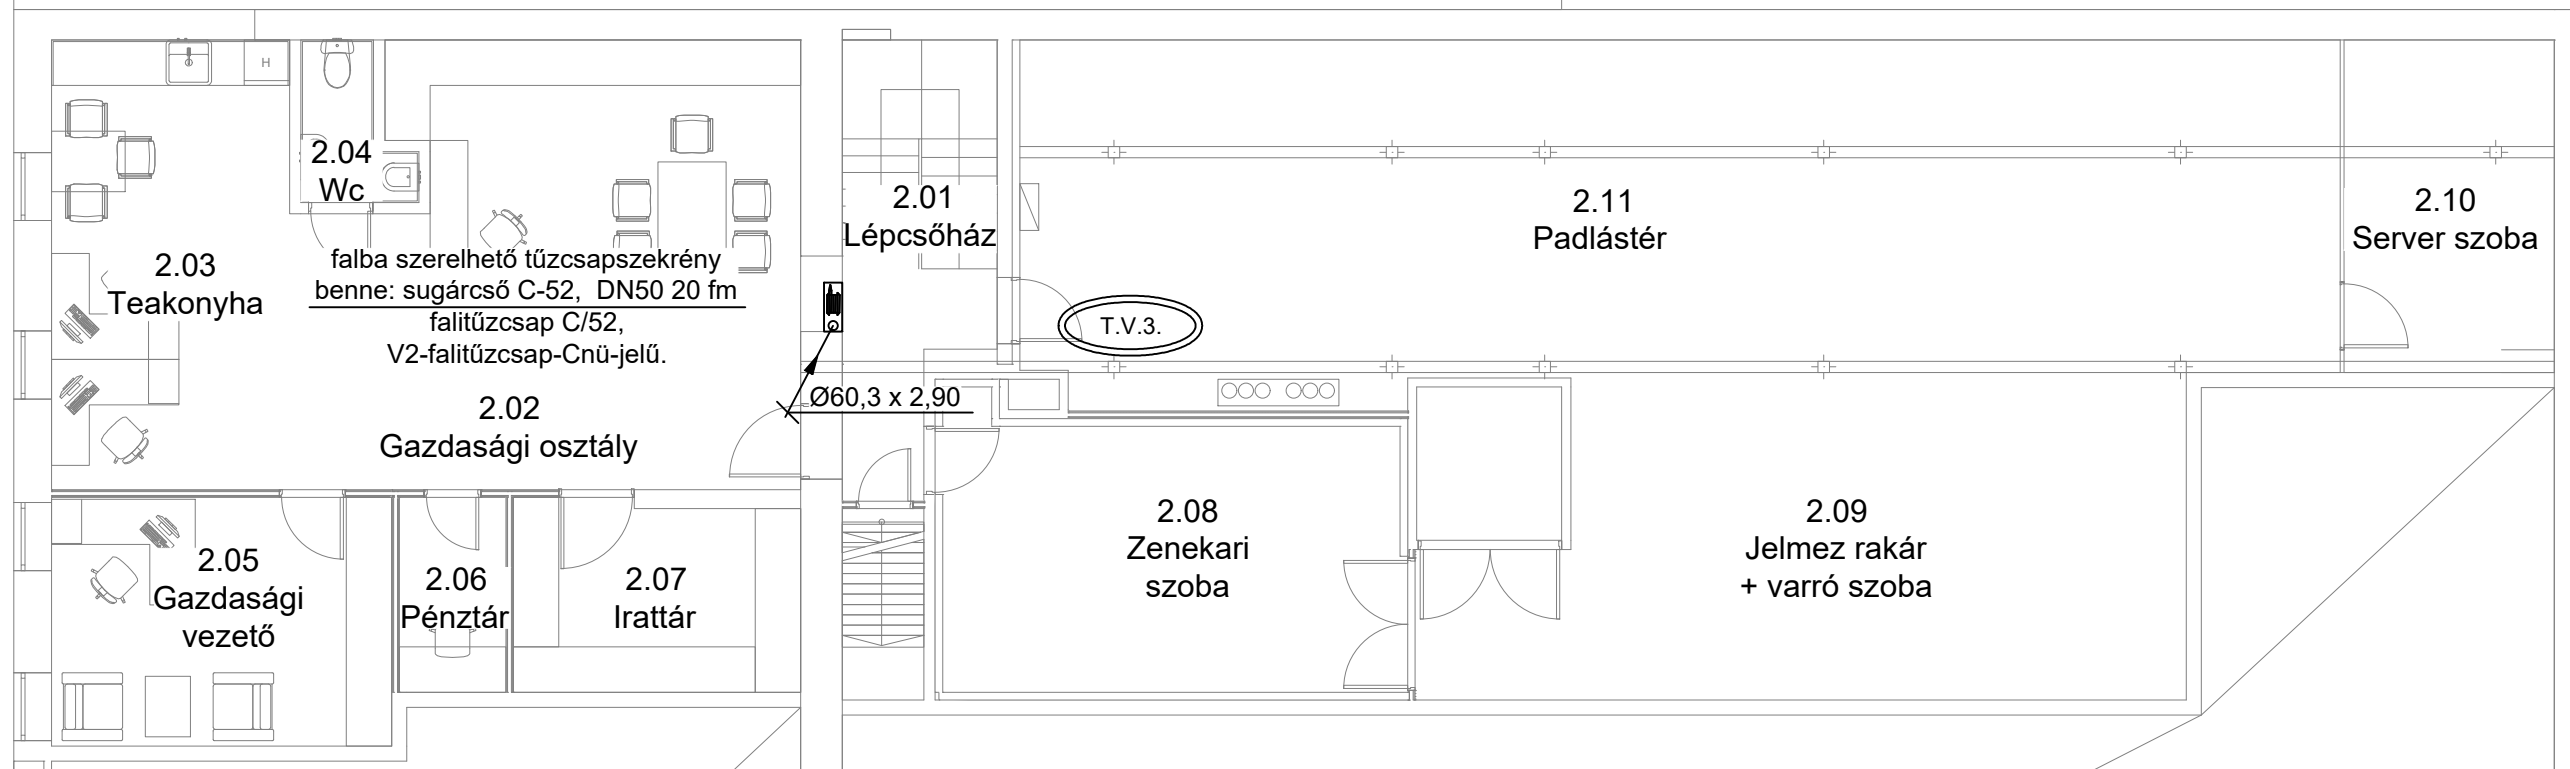 H
2.04
Wc
2.01
Lépcsőház
2.11
Padlástér
2.10
Server szoba
2.03
Teakonyha
falba szerelhető tűzcsapszekrény
benne: sugárcső C-52, DN50 20 fm
falitűzcsap C/52,
V2-falitűzcsap-Cnü-jelű.
T.V.3.
Ø60,3 x 2,90
2.02
Gazdasági osztály
2.05
Gazdasági
vezető
2.06
Pénztár
2.07
Irattár
2.08
Zenekari
szoba
2.09
Jelmez rakár
+ varró szoba